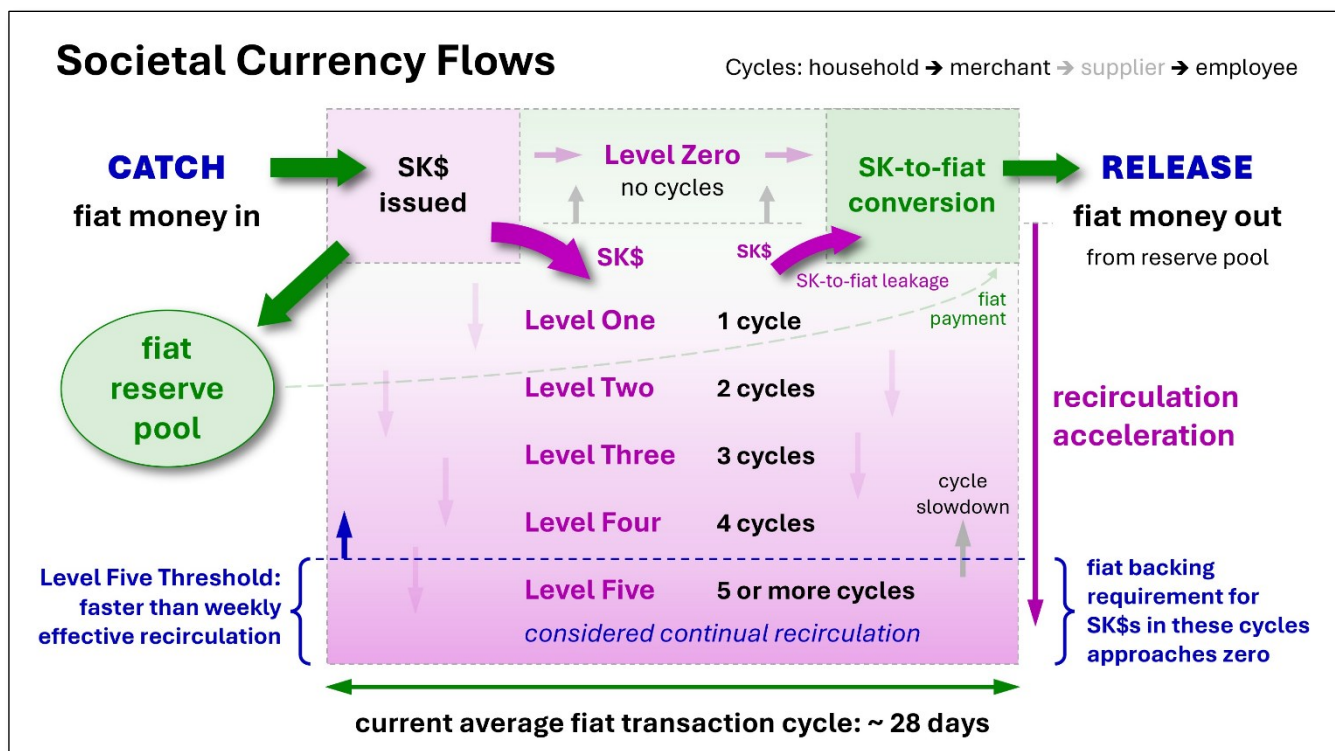 Societal Currency Flows
Cycles: household ➔ merchant ➔ supplier ➔ employee
CATCH
fiat money in
SK$
issued
Level Zero
no cycles
SK-to-fiat
conversion
RELEASE
fiat money out
from reserve pool
SK$
SK$
SK-to-fiat leakage
fiat
payment
fiat
reserve
pool
Level One 1 cycle
Level Two 2 cycles
Level Three 3 cycles
Level Four 4 cycles
recirculation
acceleration
cycle
slowdown
Level Five Threshold:
faster than weekly
effective recirculation
Level Five 5 or more cycles
considered continual recirculation
fiat backing
requirement for
SK$s in these cycles
approaches zero
current average fiat transaction cycle: ~ 28 days